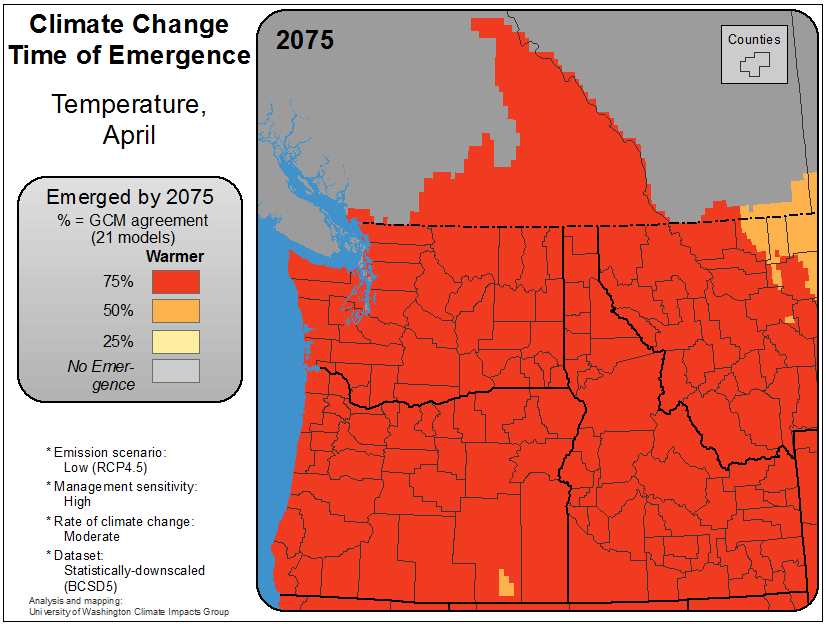 Climate Change
Time of Emergence
Temperature,
April
Emerged by 2075
% = GCM agreement
(21 models)
Warmer
75%
50%
25%
No Emer-
gence
* Emission scenario:
Low (RCP4.5)
* Management sensitivity:
High
* Rate of climate change:
Moderate
* Dataset:
Statistically-downscaled
(BCSD5)
Analysis and mapping:
University of Washington Climate Impacts Group
2075
Counties